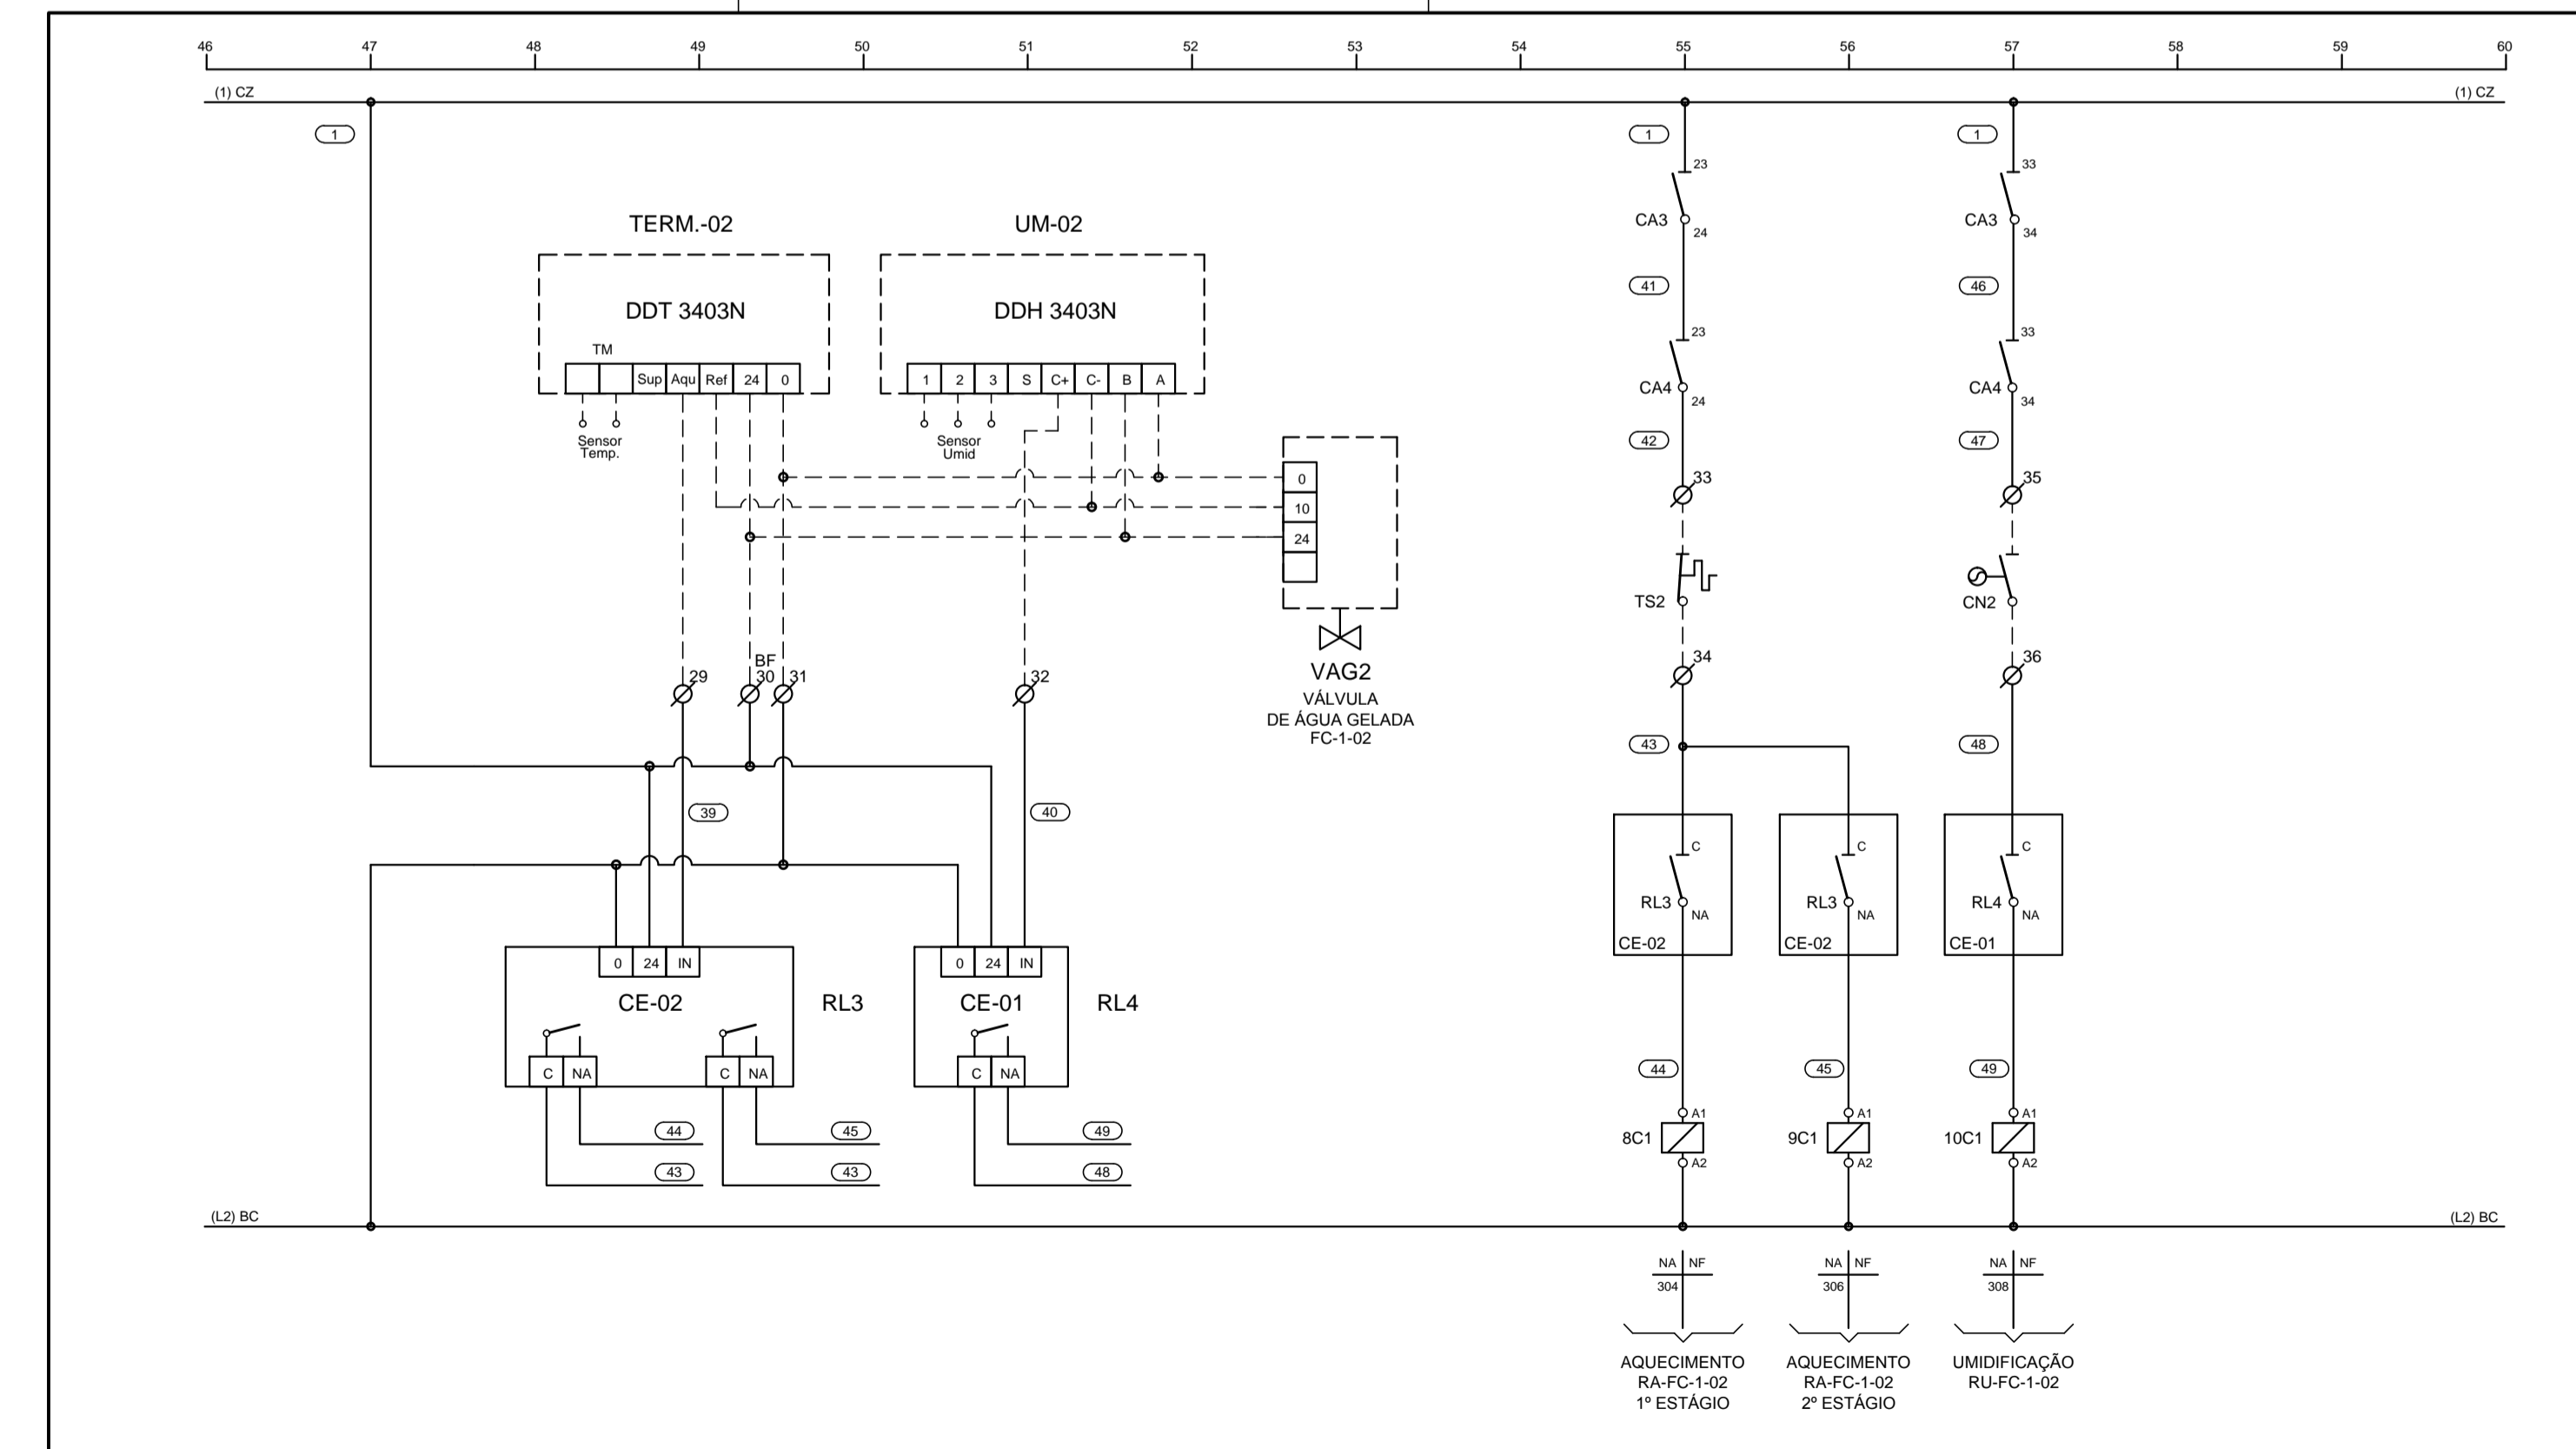 46 47 48 49 50 51 52 53 54 55 56 57 58 59 60
(1) CZ (1) CZ
1 1 1
23 33
CA3 CA3
24 34
TERM.-02 UM-02
41 46
DDT 3403N DDH 3403N
23 33
TM
Sup Aqu Ref 24 0 1 2 3 S C+ C- B A
CA4 CA4
24 34
Sensor
Temp.
Sensor
Umid
42 47
0
10
24
33 35
TS2 CN2
34 36
BF
29 30 31 32
VAG2
VÁLVULA
DE ÁGUA GELADA
FC-1-02
43 48
39 40
C C C
RL3 RL3 RL4
NA NA NA
CE-02 CE-02 CE-01
0 24 IN 0 24 IN
CE-02 RL3 CE-01 RL4
C NA C NA C NA
44 45 49
44 45 49
A1 A1 A1
8C1 9C1 10C1
A2 A2 A2
43 43 48
(L2) BC (L2) BC
NA NF NA NF NA NF
304 306 308
AQUECIMENTO
RA-FC-1-02
1º ESTÁGIO
AQUECIMENTO
RA-FC-1-02
2º ESTÁGIO
UMIDIFICAÇÃO
RU-FC-1-02